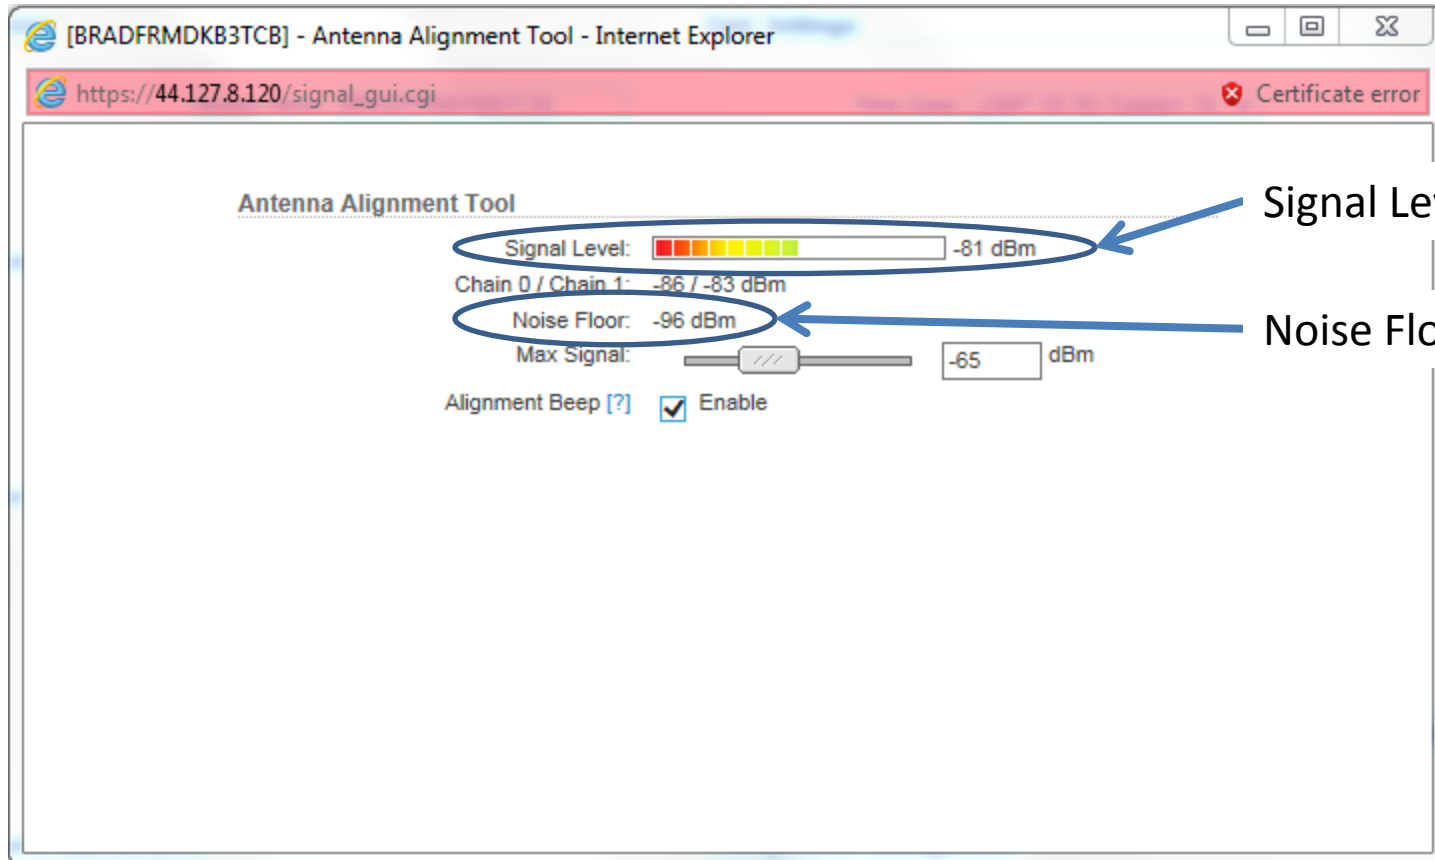 [BRADFRMDKB3TCB] - Antenna Alignment Tool - Internet Explorer
https://44.127.8.120/signal_gui.cgi Certificate error
Antenna Alignment Tool
Signal Level: -81 dBm Signal Le
Chain 0 / Chain 1: -86 / -83 dBm
Noise Floor: -96 dBm Noise Flo
Max Signal: -65 dBm
Alignment Beep [?] Enable